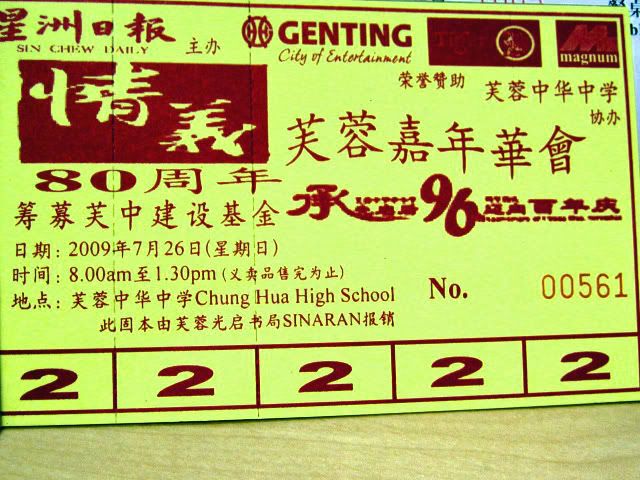 星洲日报
SIN CHEW DAILY 主办
GENTING
City of Entertainment
magnum
荣誉赞助
芙蓉中华中学
协办
情義
80周年
芙蓉嘉年華會
筹募芙中建设基金
承 96 百年庆
日期: 2009年7月26日(星期日)
时间: 8.00am至1.30pm (义卖品售完为止)
地点: 芙蓉中华中学Chung Hua High School
No. 00561
此固本由芙蓉光启书局SINARAN报销
2 2 2 2 2